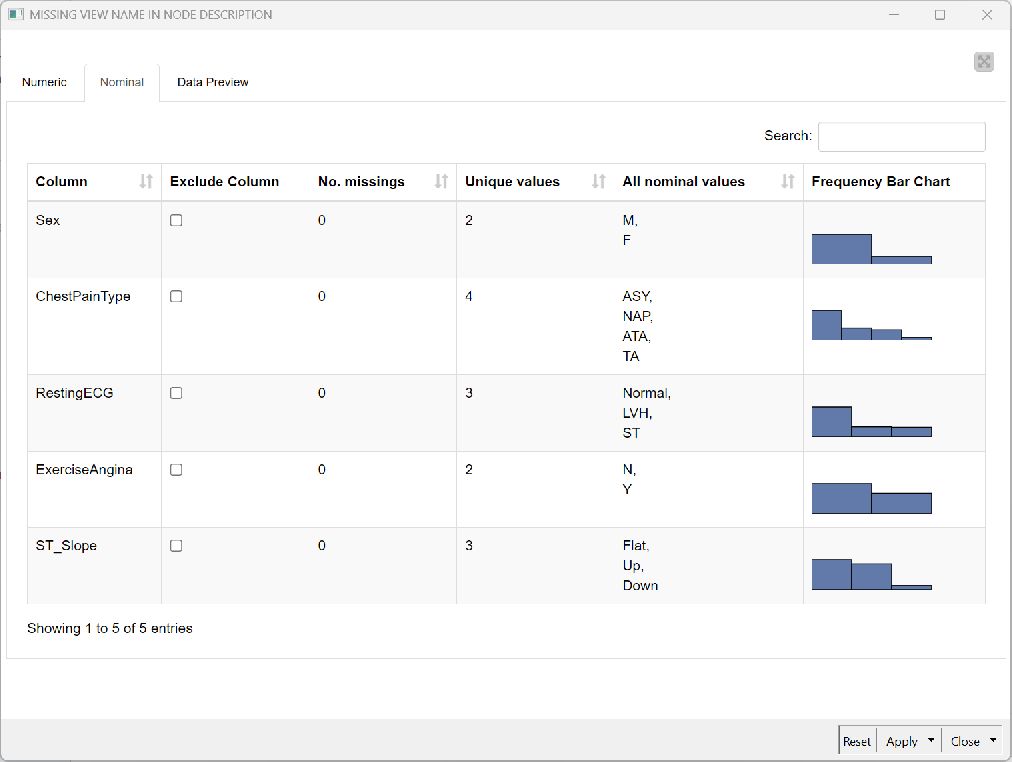 MISSING VIEW NAME IN NODE DESCRIPTION
Numeric Nominal Data Preview
Search:
Column Exclude Column No. missings Unique values All nominal values Frequency Bar Chart
Sex 0 2 M,
F
ChestPainType 0 4 ASY,
NAP,
ATA,
TA
RestingECG 0 3 Normal,
LVH,
ST
ExerciseAngina 0 2 N,
Y
ST_Slope 0 3 Flat,
Up,
Down
Showing 1 to 5 of 5 entries
Reset Apply Close